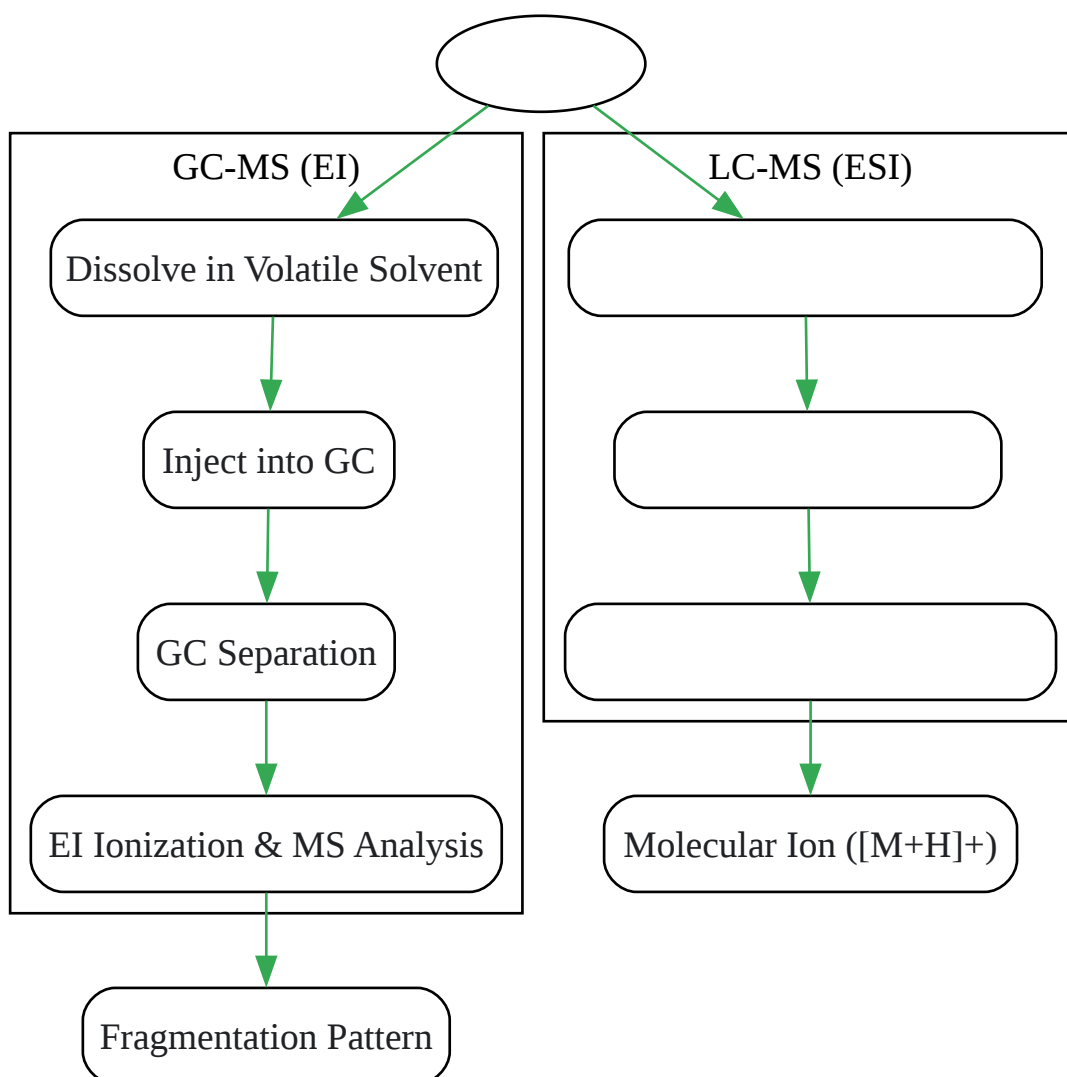 GC-MS (EI)
Dissolve in Volatile Solvent
Inject into GC
GC Separation
EI Ionization & MS Analysis
Fragmentation Pattern
LC-MS (ESI)
Molecular Ion ([M+H]+)